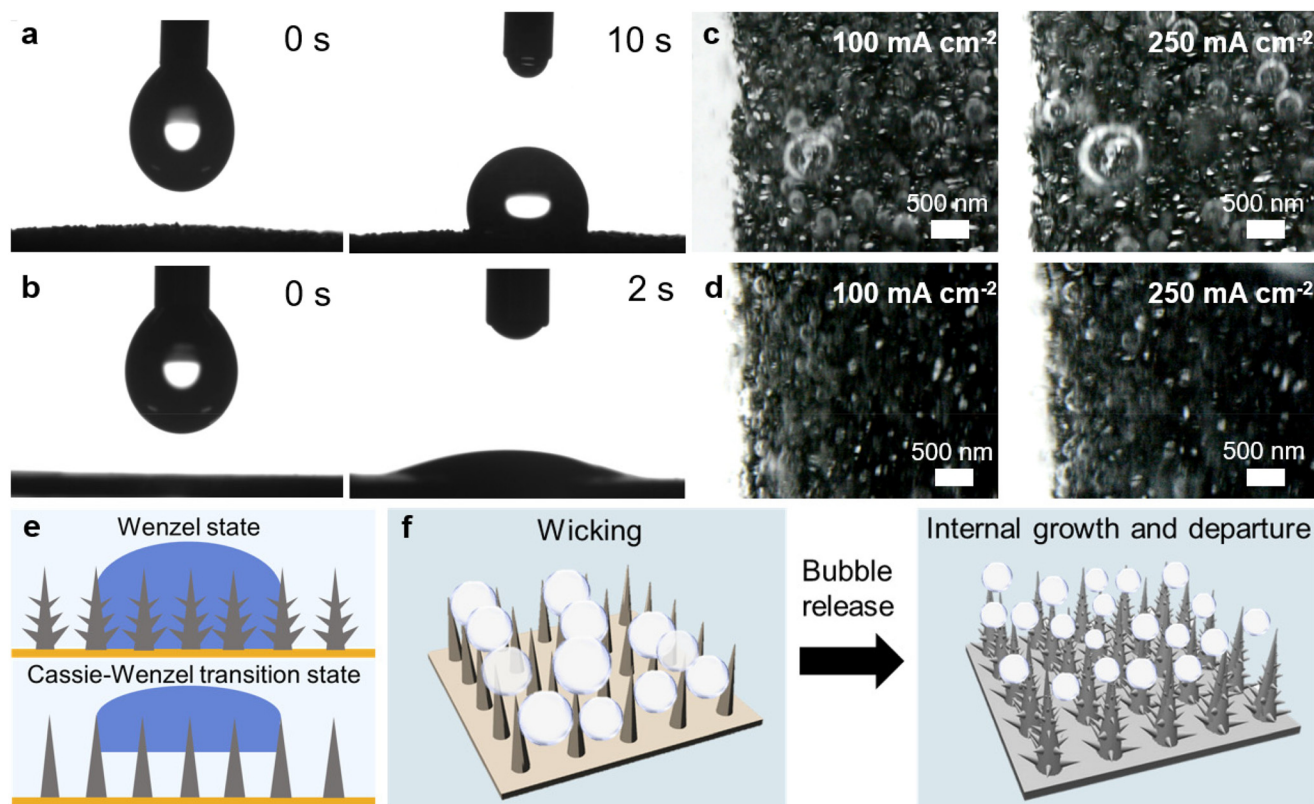 a
0 s
10 s
c
100 mA cm⁻²
500 nm
250 mA cm⁻²
500 nm
b
0 s
2 s
d
100 mA cm⁻²
500 nm
250 mA cm⁻²
500 nm
e
Wenzel state
Cassie-Wenzel transition state
f
Wicking
Bubble
release
Internal growth and departure